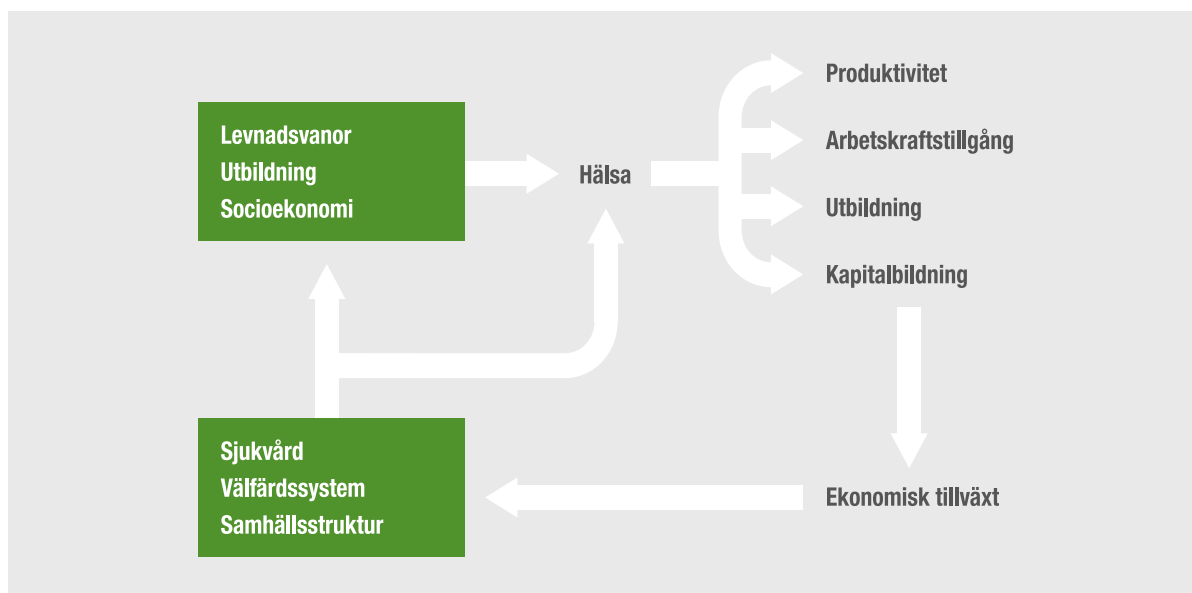 Levnadsvanor
Utbildning
Socioekonomi
Hälsa
Produktivitet
Arbetskraftstillgång
Utbildning
Kapitalbildning
Sjukvård
Välfärdssystem
Samhällsstruktur
Ekonomisk tillväxt